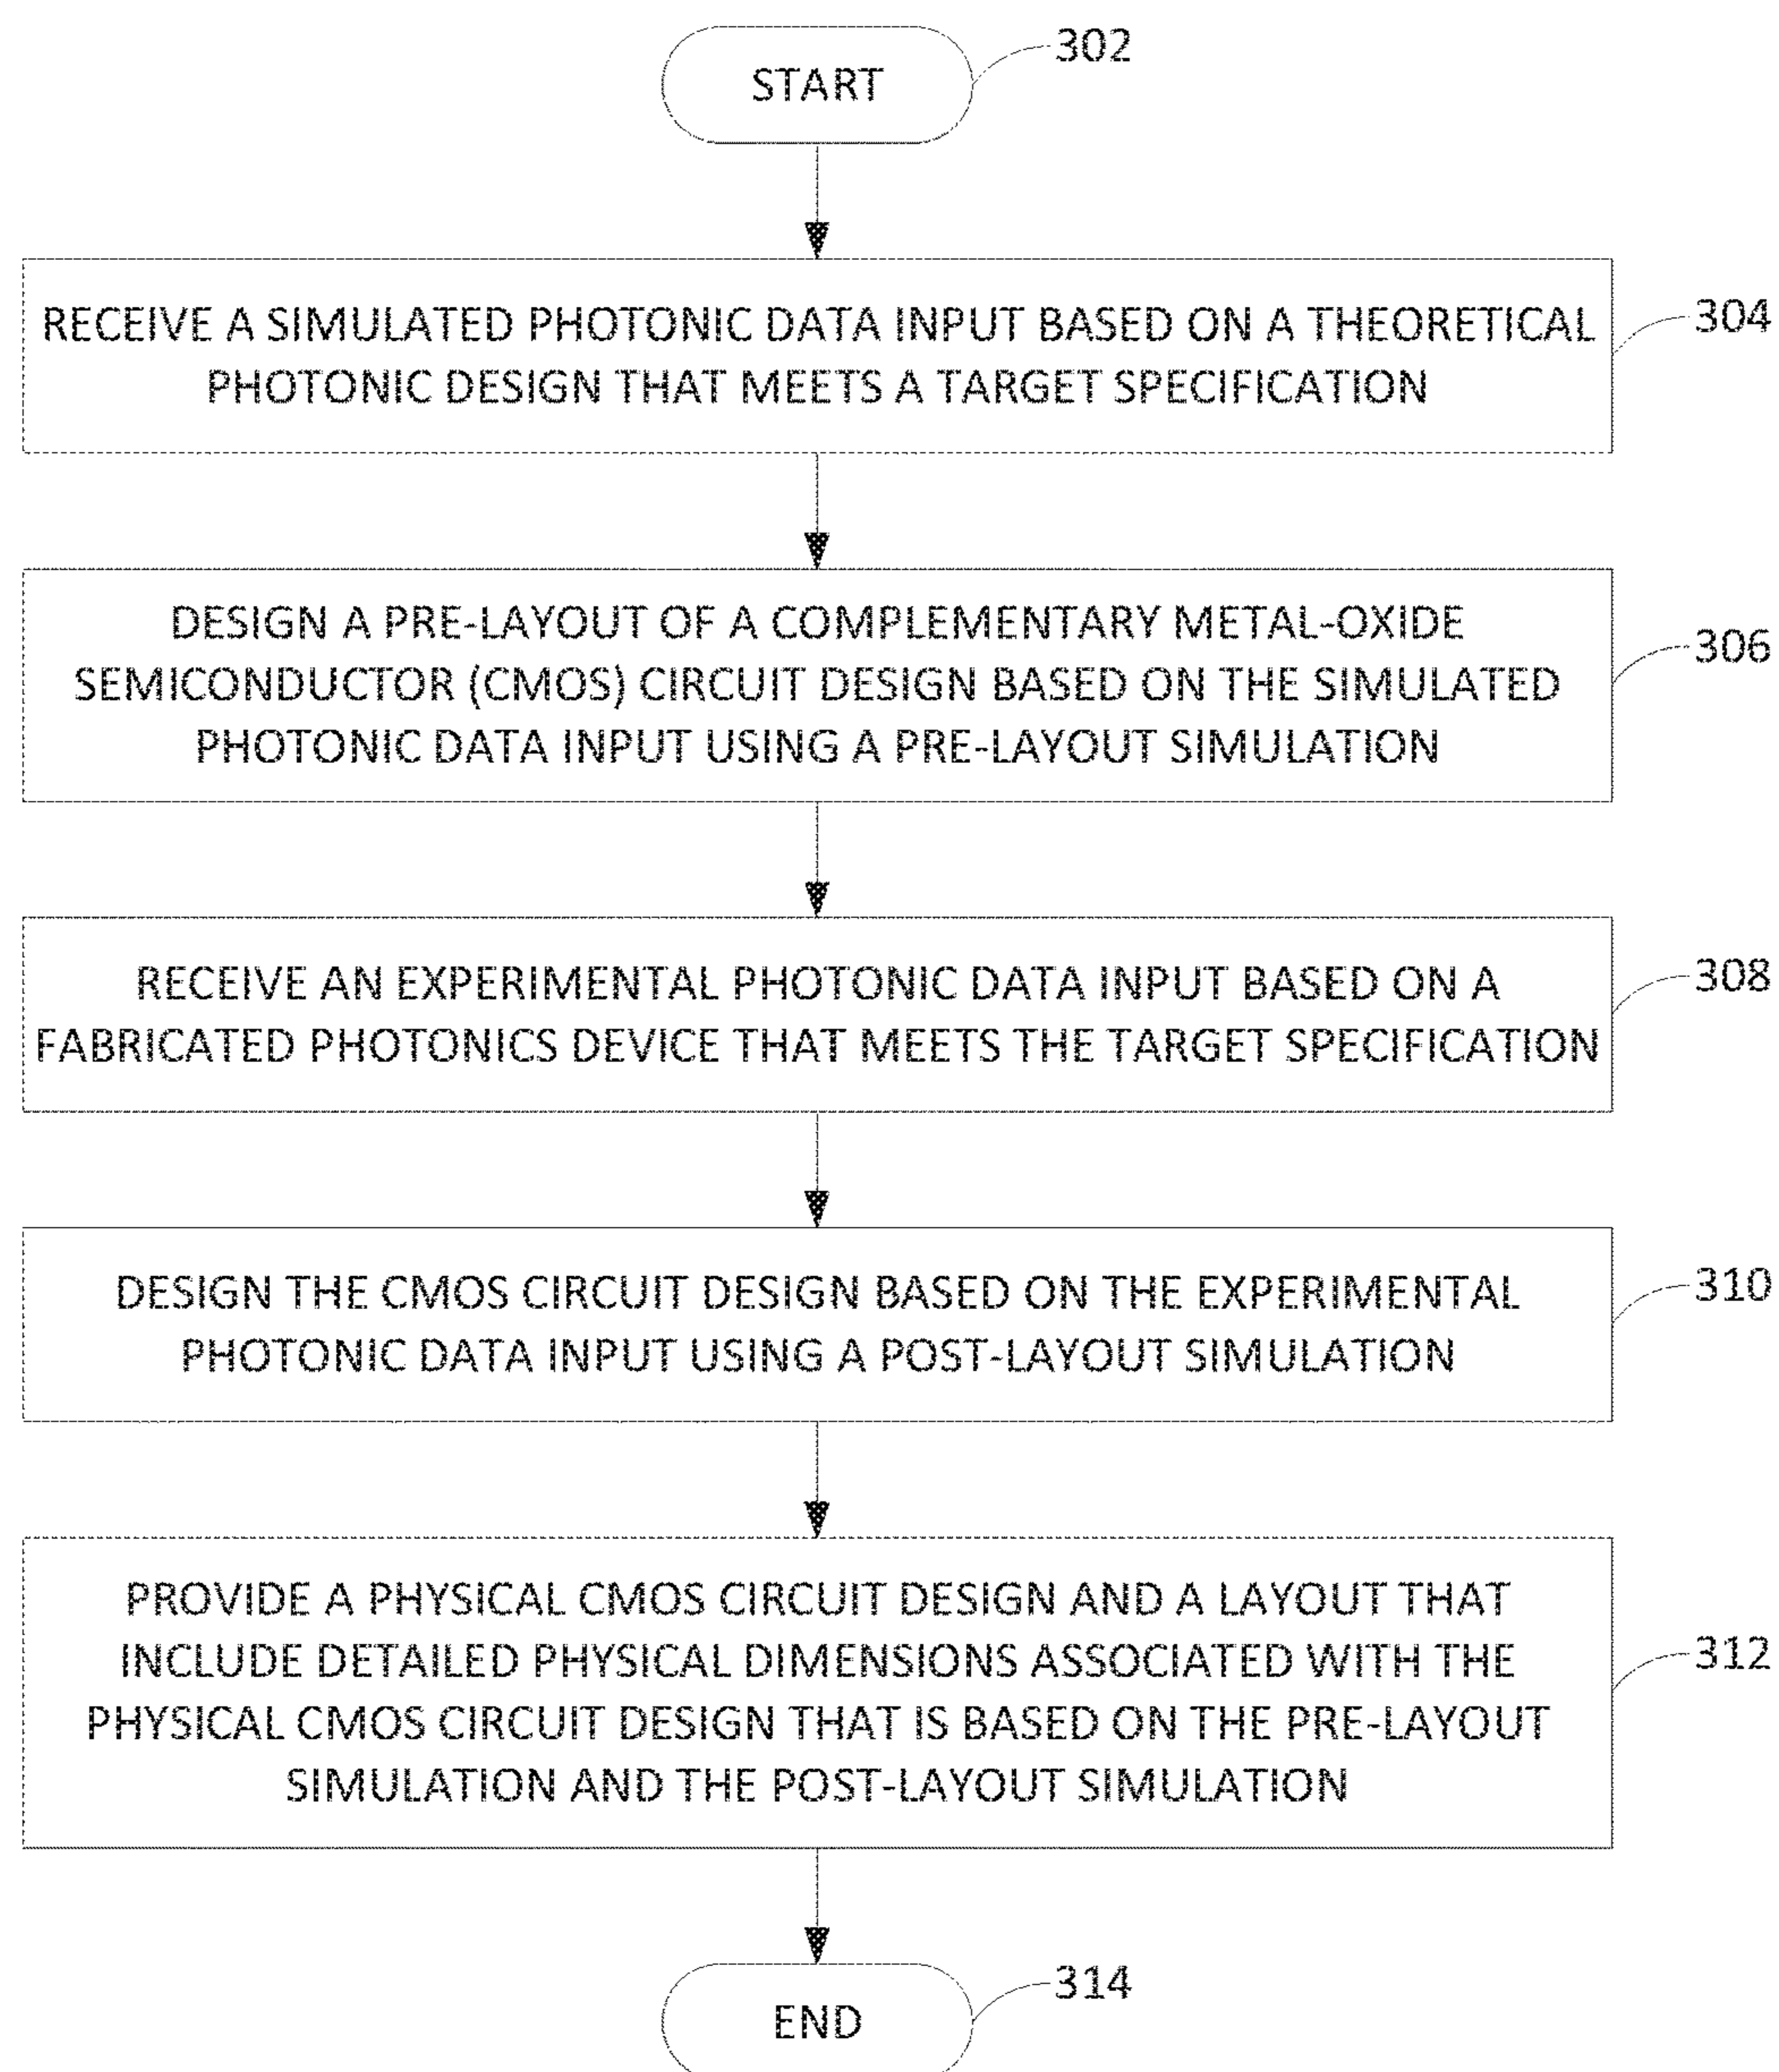 START
302
RECEIVE A SIMULATED PHOTONIC DATA INPUT BASED ON A THEORETICAL
PHOTONIC DESIGN THAT MEETS A TARGET SPECIFICATION
304
DESIGN A PRE-LAYOUT OF A COMPLEMENTARY METAL-OXIDE
SEMICONDUCTOR (CMOS) CIRCUIT DESIGN BASED ON THE SIMULATED
PHOTONIC DATA INPUT USING A PRE-LAYOUT SIMULATION
306
RECEIVE AN EXPERIMENTAL PHOTONIC DATA INPUT BASED ON A
FABRICATED PHOTONICS DEVICE THAT MEETS THE TARGET SPECIFICATION
308
DESIGN THE CMOS CIRCUIT DESIGN BASED ON THE EXPERIMENTAL
PHOTONIC DATA INPUT USING A POST-LAYOUT SIMULATION
310
PROVIDE A PHYSICAL CMOS CIRCUIT DESIGN AND A LAYOUT THAT
INCLUDE DETAILED PHYSICAL DIMENSIONS ASSOCIATED WITH THE
PHYSICAL CMOS CIRCUIT DESIGN THAT IS BASED ON THE PRE-LAYOUT
SIMULATION AND THE POST-LAYOUT SIMULATION
312
END
314